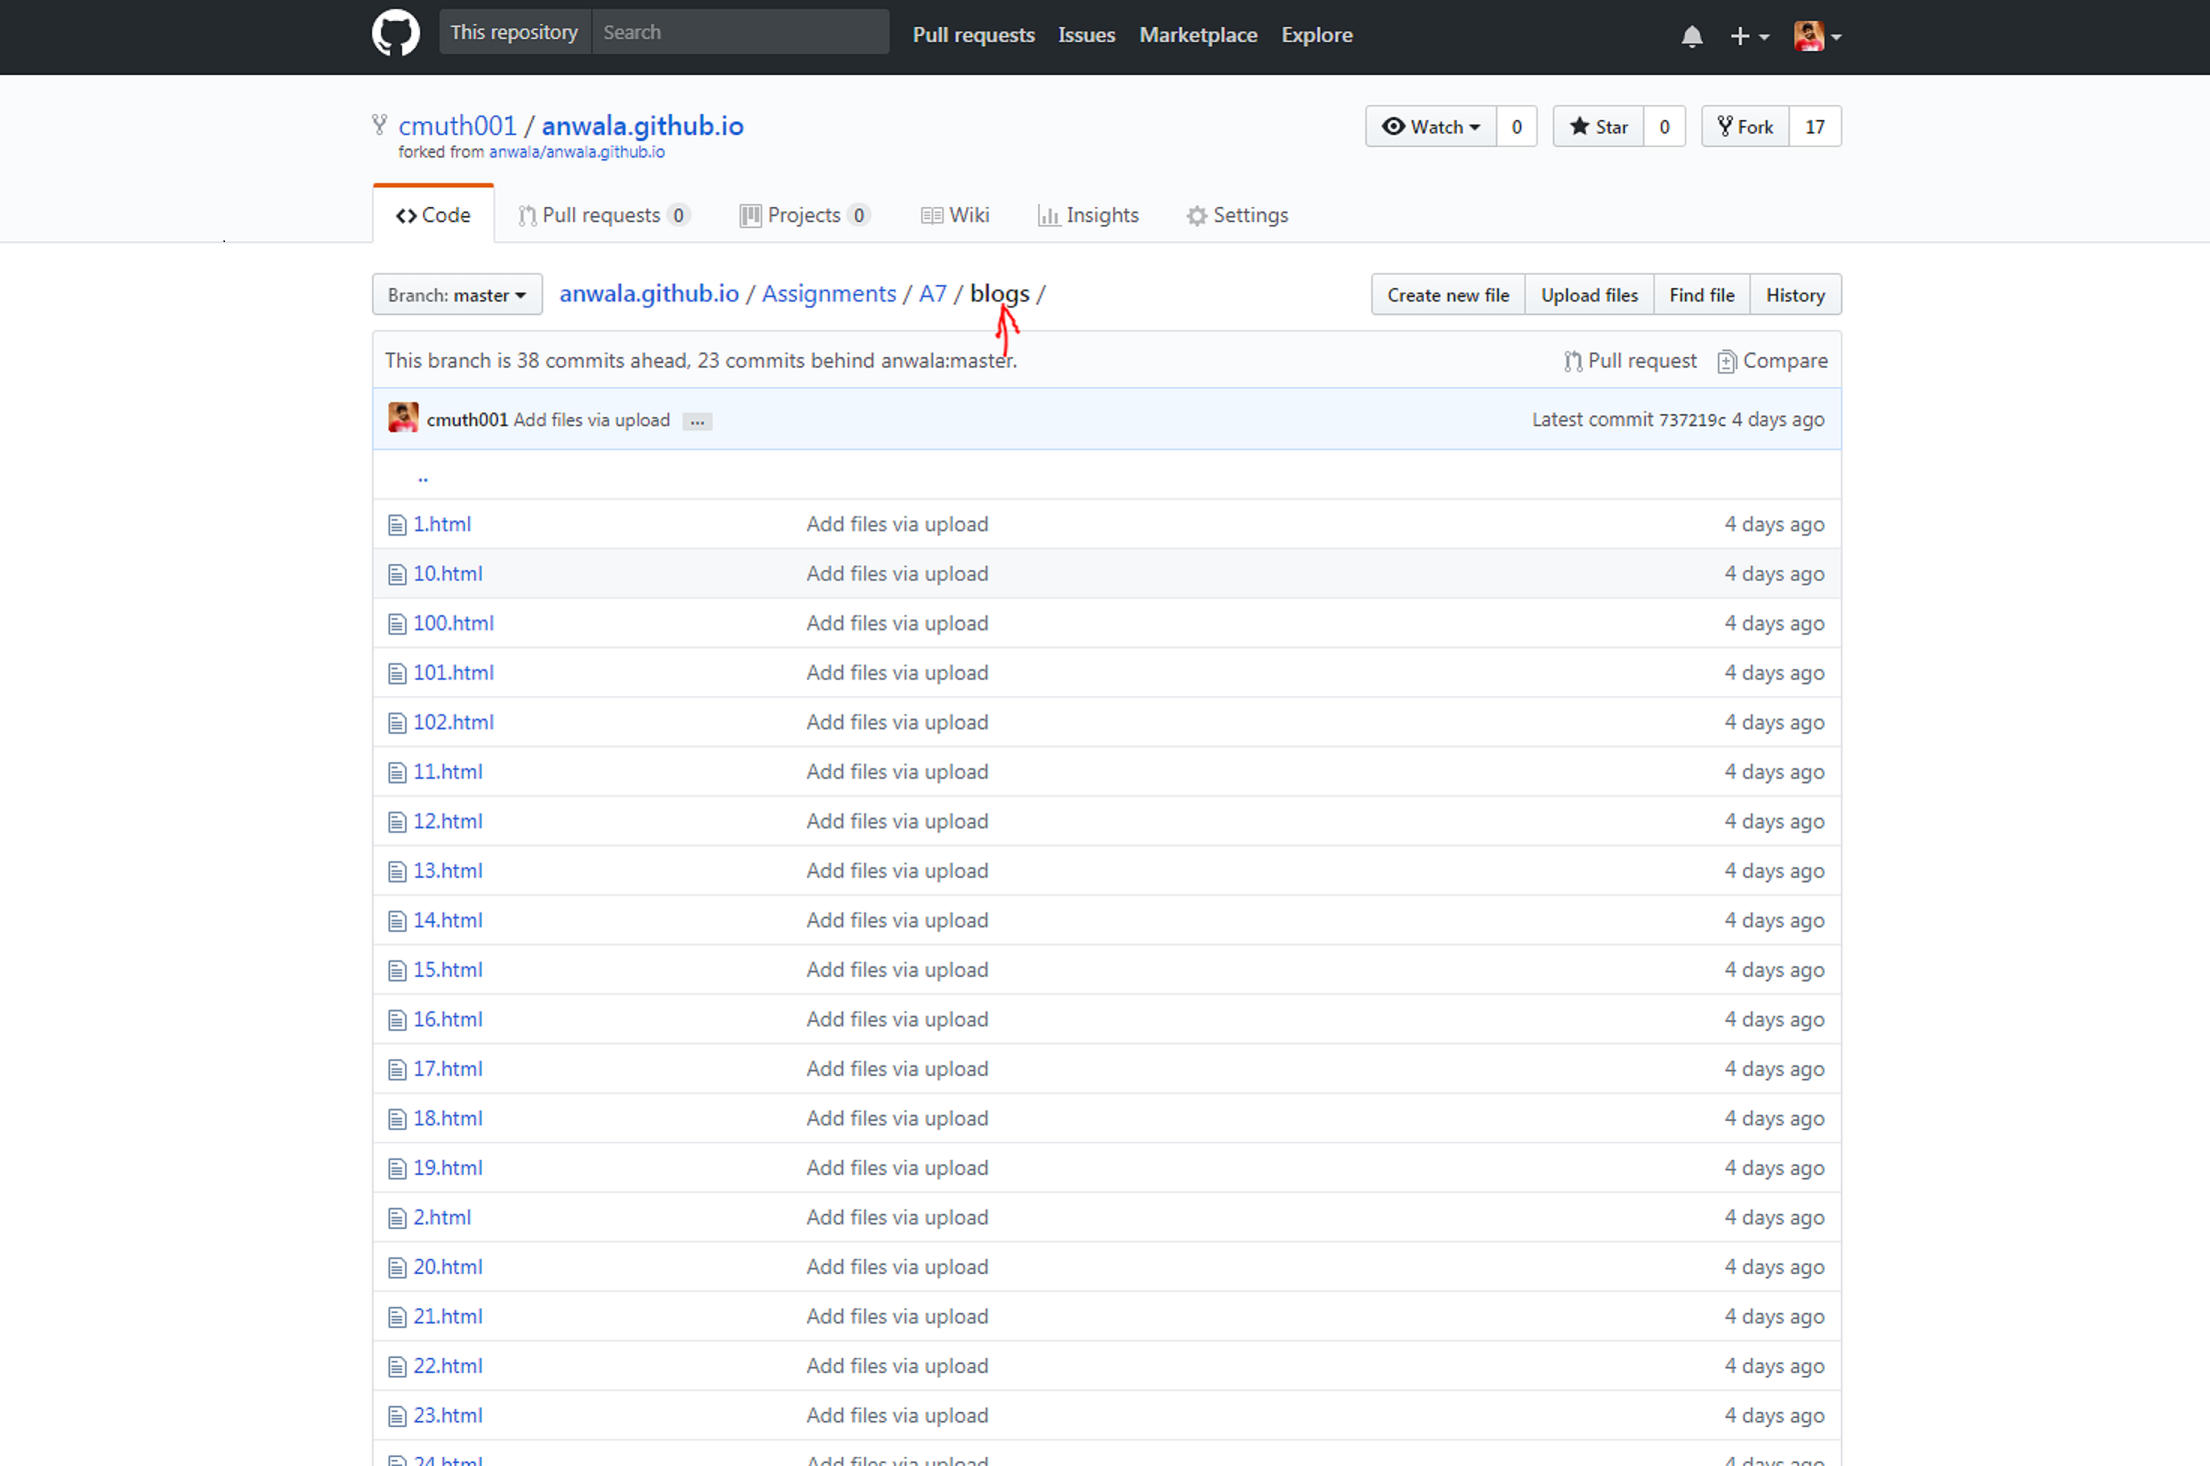 This repository Search Pull requests Issues Marketplace Explore
cmuth001 / anwala.github.io Watch 0 Star 0 Fork 17
forked from anwala/anwala.github.io
Code Pull requests 0 Projects 0 Wiki Insights Settings
Branch: master anwala.github.io / Assignments / A7 / blogs / Create new file Upload files Find file History
This branch is 38 commits ahead, 23 commits behind anwala:master. Pull request Compare
cmuth001 Add files via upload ... Latest commit 737219c 4 days ago
..
1.html Add files via upload 4 days ago
10.html Add files via upload 4 days ago
100.html Add files via upload 4 days ago
101.html Add files via upload 4 days ago
102.html Add files via upload 4 days ago
11.html Add files via upload 4 days ago
12.html Add files via upload 4 days ago
13.html Add files via upload 4 days ago
14.html Add files via upload 4 days ago
15.html Add files via upload 4 days ago
16.html Add files via upload 4 days ago
17.html Add files via upload 4 days ago
18.html Add files via upload 4 days ago
19.html Add files via upload 4 days ago
2.html Add files via upload 4 days ago
20.html Add files via upload 4 days ago
21.html Add files via upload 4 days ago
22.html Add files via upload 4 days ago
23.html Add files via upload 4 days ago
24.html Add files via upload 4 days ago